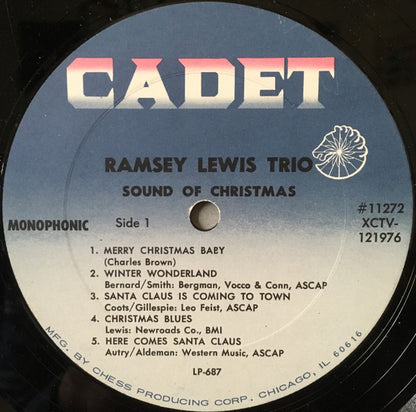 CADET
RAMSEY LEWIS TRIO
SOUND OF CHRISTMAS
MONOPHONIC
Side 1
#11272
XCTV-
121976
1. MERRY CHRISTMAS BABY
(Charles Brown)
2. WINTER WONDERLAND
Bernard/Smith: Bergman, Vocco & Conn, ASCAP
3. SANTA CLAUS IS COMING TO TOWN
Coots/Gillespie: Leo Feist, ASCAP
4. CHRISTMAS BLUES
Lewis: Newroads Co., BMI
5. HERE COMES SANTA CLAUS
Autry/Aldeman: Western Music, ASCAP
LP-687
MFG. BY CHESS PRODUCING CORP. CHICAGO, IL 60616